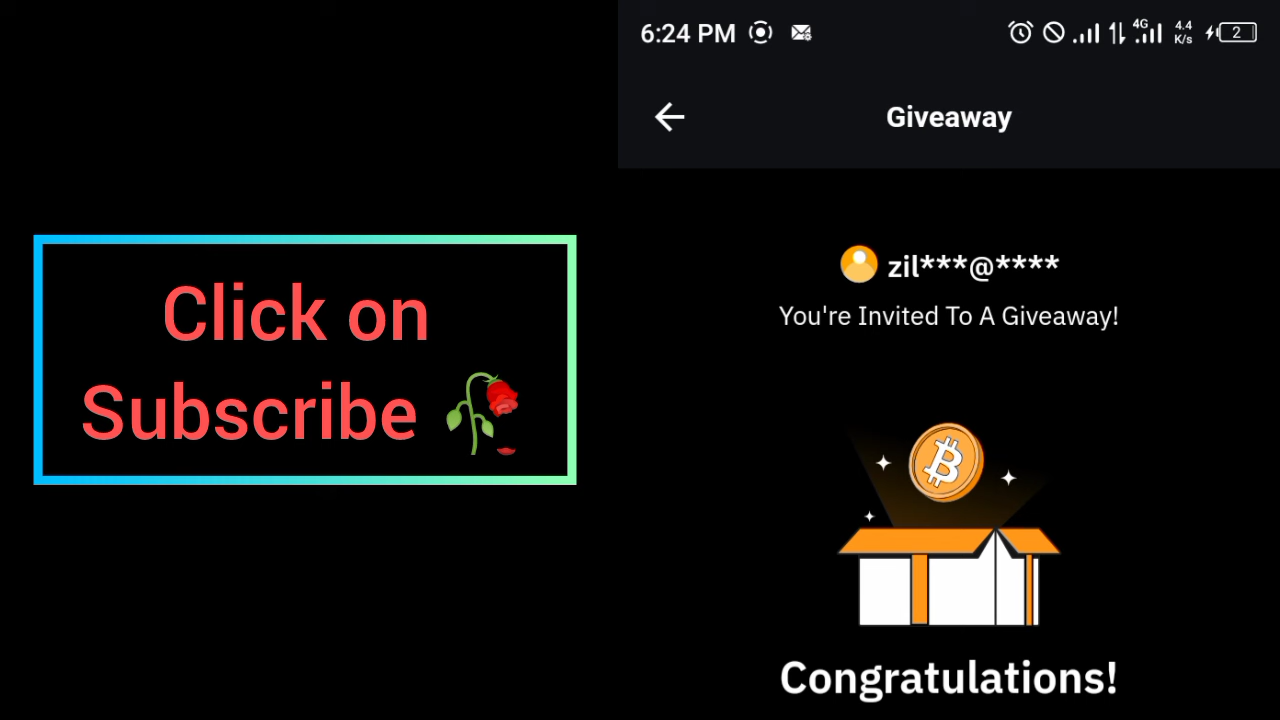 Click on
Subscribe
6:24 PM
4G
4.4
K/s
2
Giveaway
zil***@****
You're Invited To A Giveaway!
Congratulations!